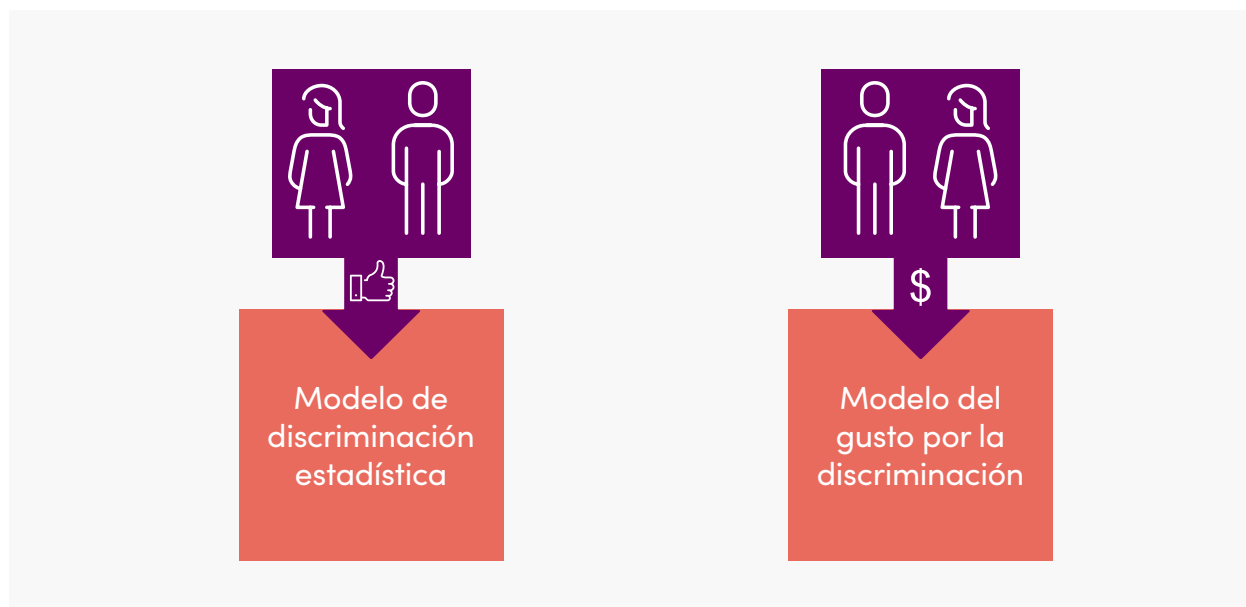 $
Modelo de
discriminación
estadística
Modelo del
gusto por la
discriminación